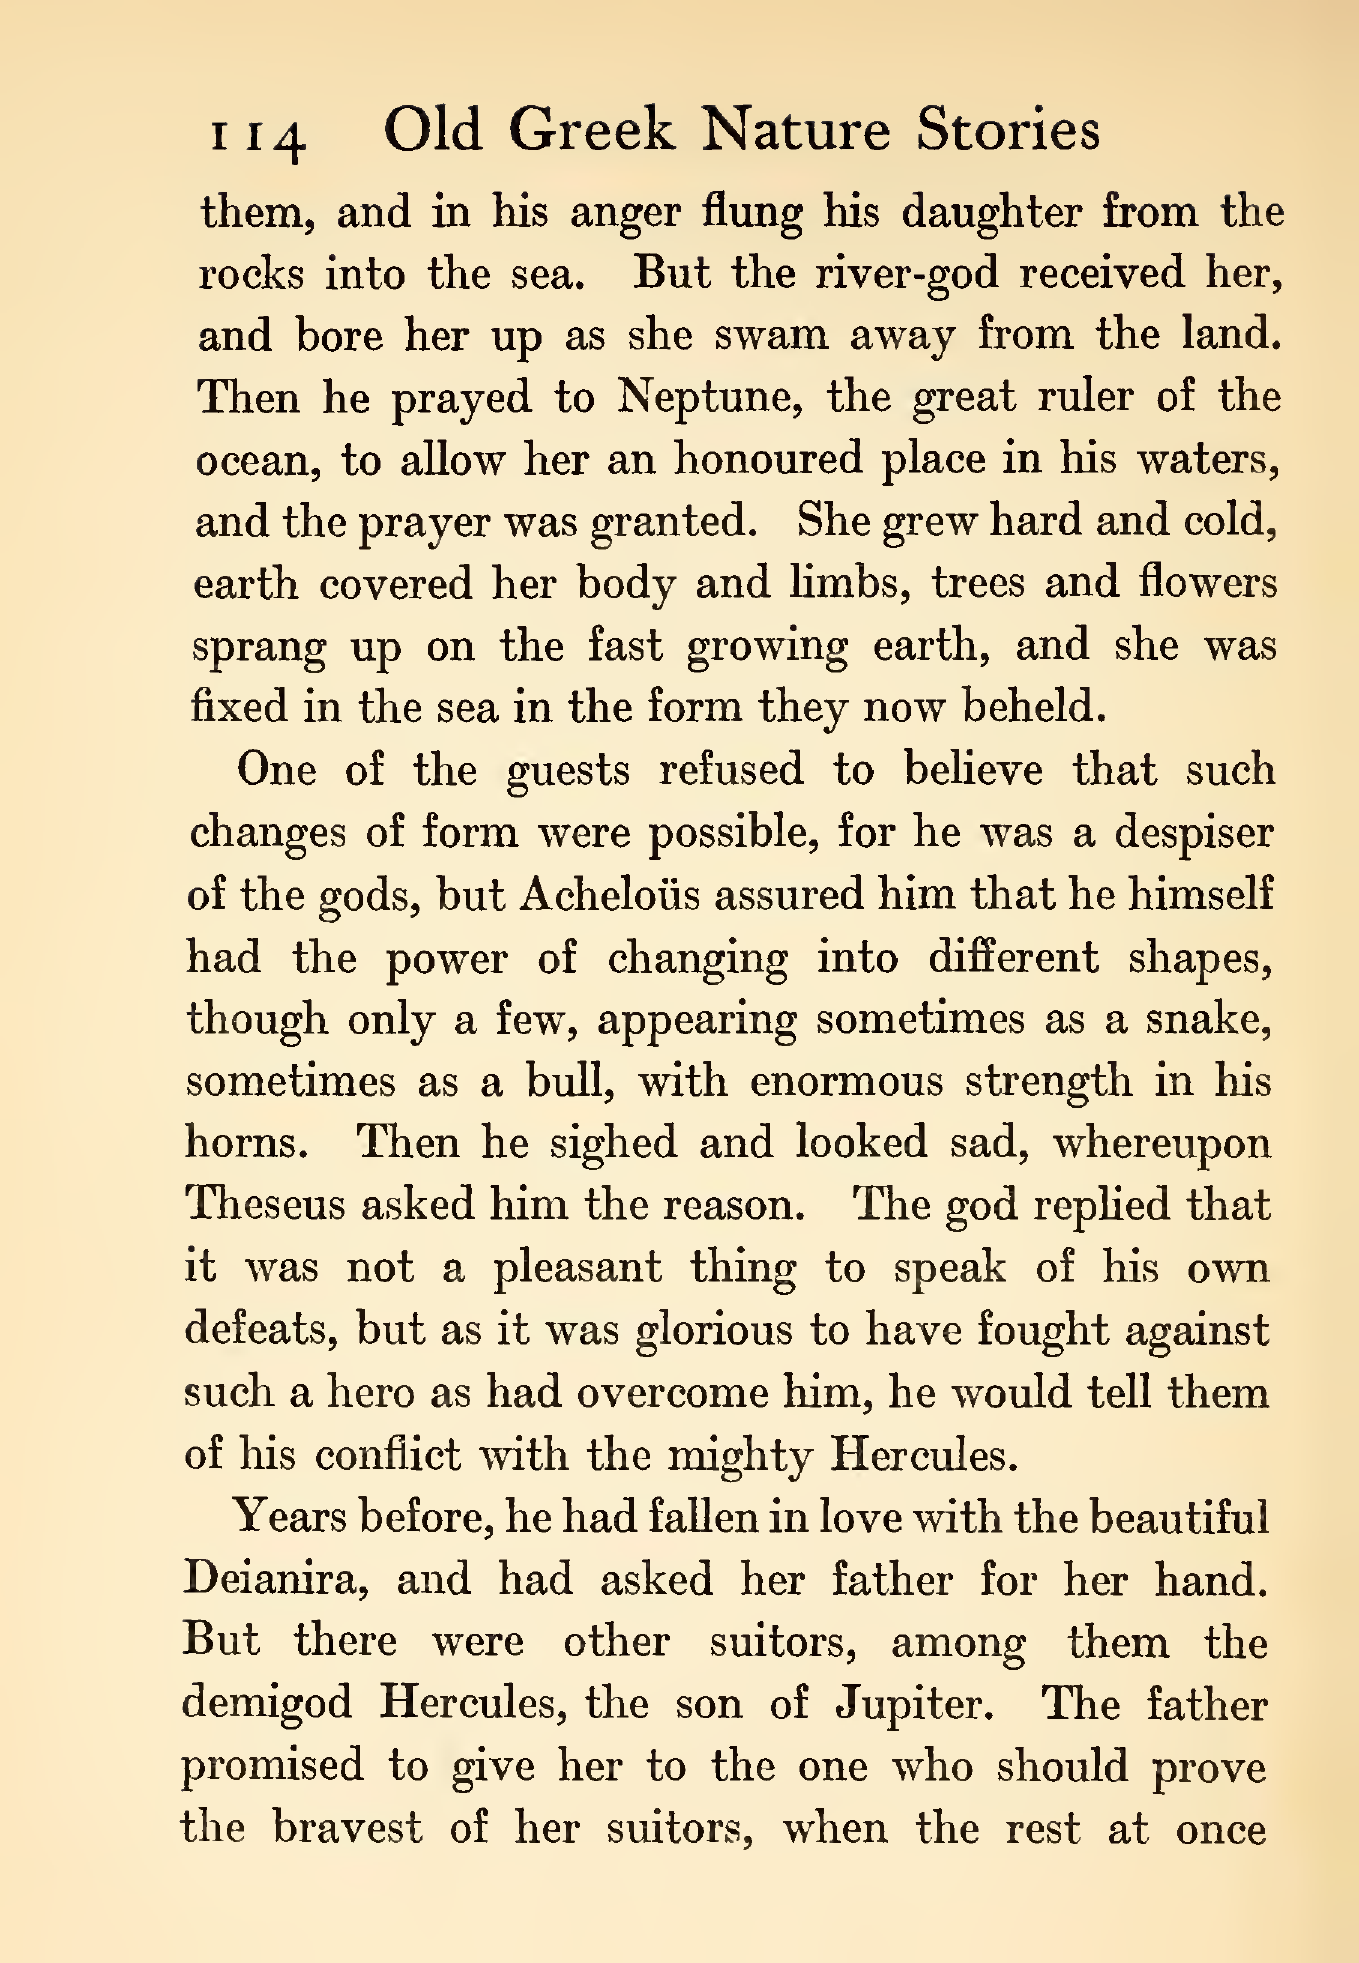 114 Old Greek Nature Stories
them, and in his anger flung his daughter from the
rocks into the sea. But the river-god received her,
and bore her up as she swam away from the land.
Then he prayed to Neptune, the great ruler of the
ocean, to allow her an honoured place in his waters,
and the prayer was granted. She grew hard and cold,
earth covered her body and limbs, trees and flowers
sprang up on the fast growing earth, and she was
fixed in the sea in the form they now beheld.
One of the guests refused to believe that such
changes of form were possible, for he was a despiser
of the gods, but Acheloüs assured him that he himself
had the power of changing into different shapes,
though only a few, appearing sometimes as a snake,
sometimes as a bull, with enormous strength in his
horns. Then he sighed and looked sad, whereupon
Theseus asked him the reason. The god replied that
it was not a pleasant thing to speak of his own
defeats, but as it was glorious to have fought against
such a hero as had overcome him, he would tell them
of his conflict with the mighty Hercules.
Years before, he had fallen in love with the beautiful
Deianira, and had asked her father for her hand.
But there were other suitors, among them the
demigod Hercules, the son of Jupiter. The father
promised to give her to the one who should prove
the bravest of her suitors, when the rest at once